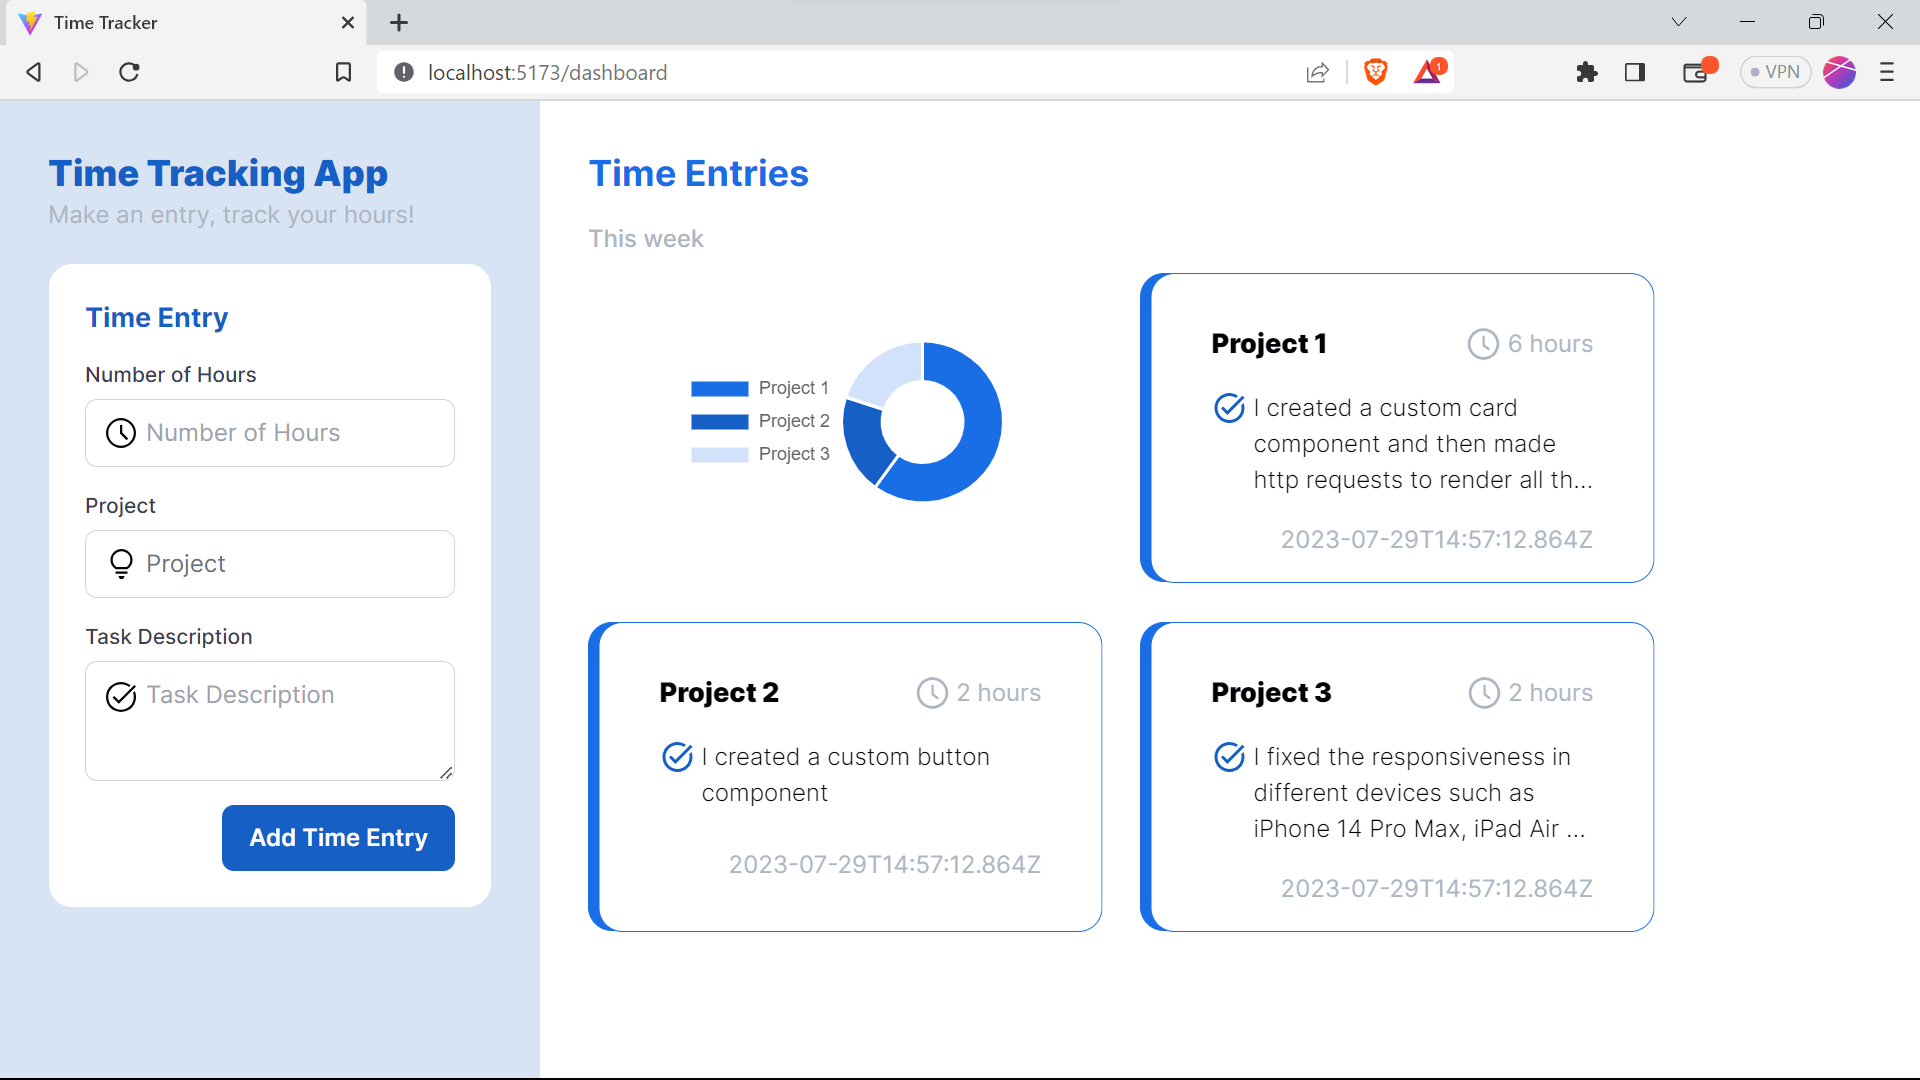 Time Tracker
localhost:5173/dashboard
1
VPN
Time Tracking App
Make an entry, track your hours!
Time Entry
Number of Hours
Number of Hours
Project
Project
Task Description
Task Description
Add Time Entry
Time Entries
This week
Project 1
Project 2
Project 3
Project 1
6 hours
I created a custom card
component and then made
http requests to render all th...
2023-07-29T14:57:12.864Z
Project 2
2 hours
I created a custom button
component
2023-07-29T14:57:12.864Z
Project 3
2 hours
I fixed the responsiveness in
different devices such as
iPhone 14 Pro Max, iPad Air ...
2023-07-29T14:57:12.864Z